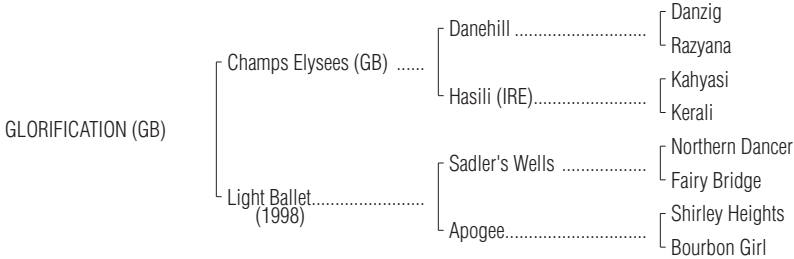 Danzig
Danehill ............................
Razyana
Champs Elysees (GB) ......
Kahyasi
Hasili (IRE)........................
Kerali
GLORIFICATION (GB)
Northern Dancer
Sadler's Wells ..................
Fairy Bridge
Light Ballet........................
(1998)
Shirley Heights
Apogee..............................
Bourbon Girl